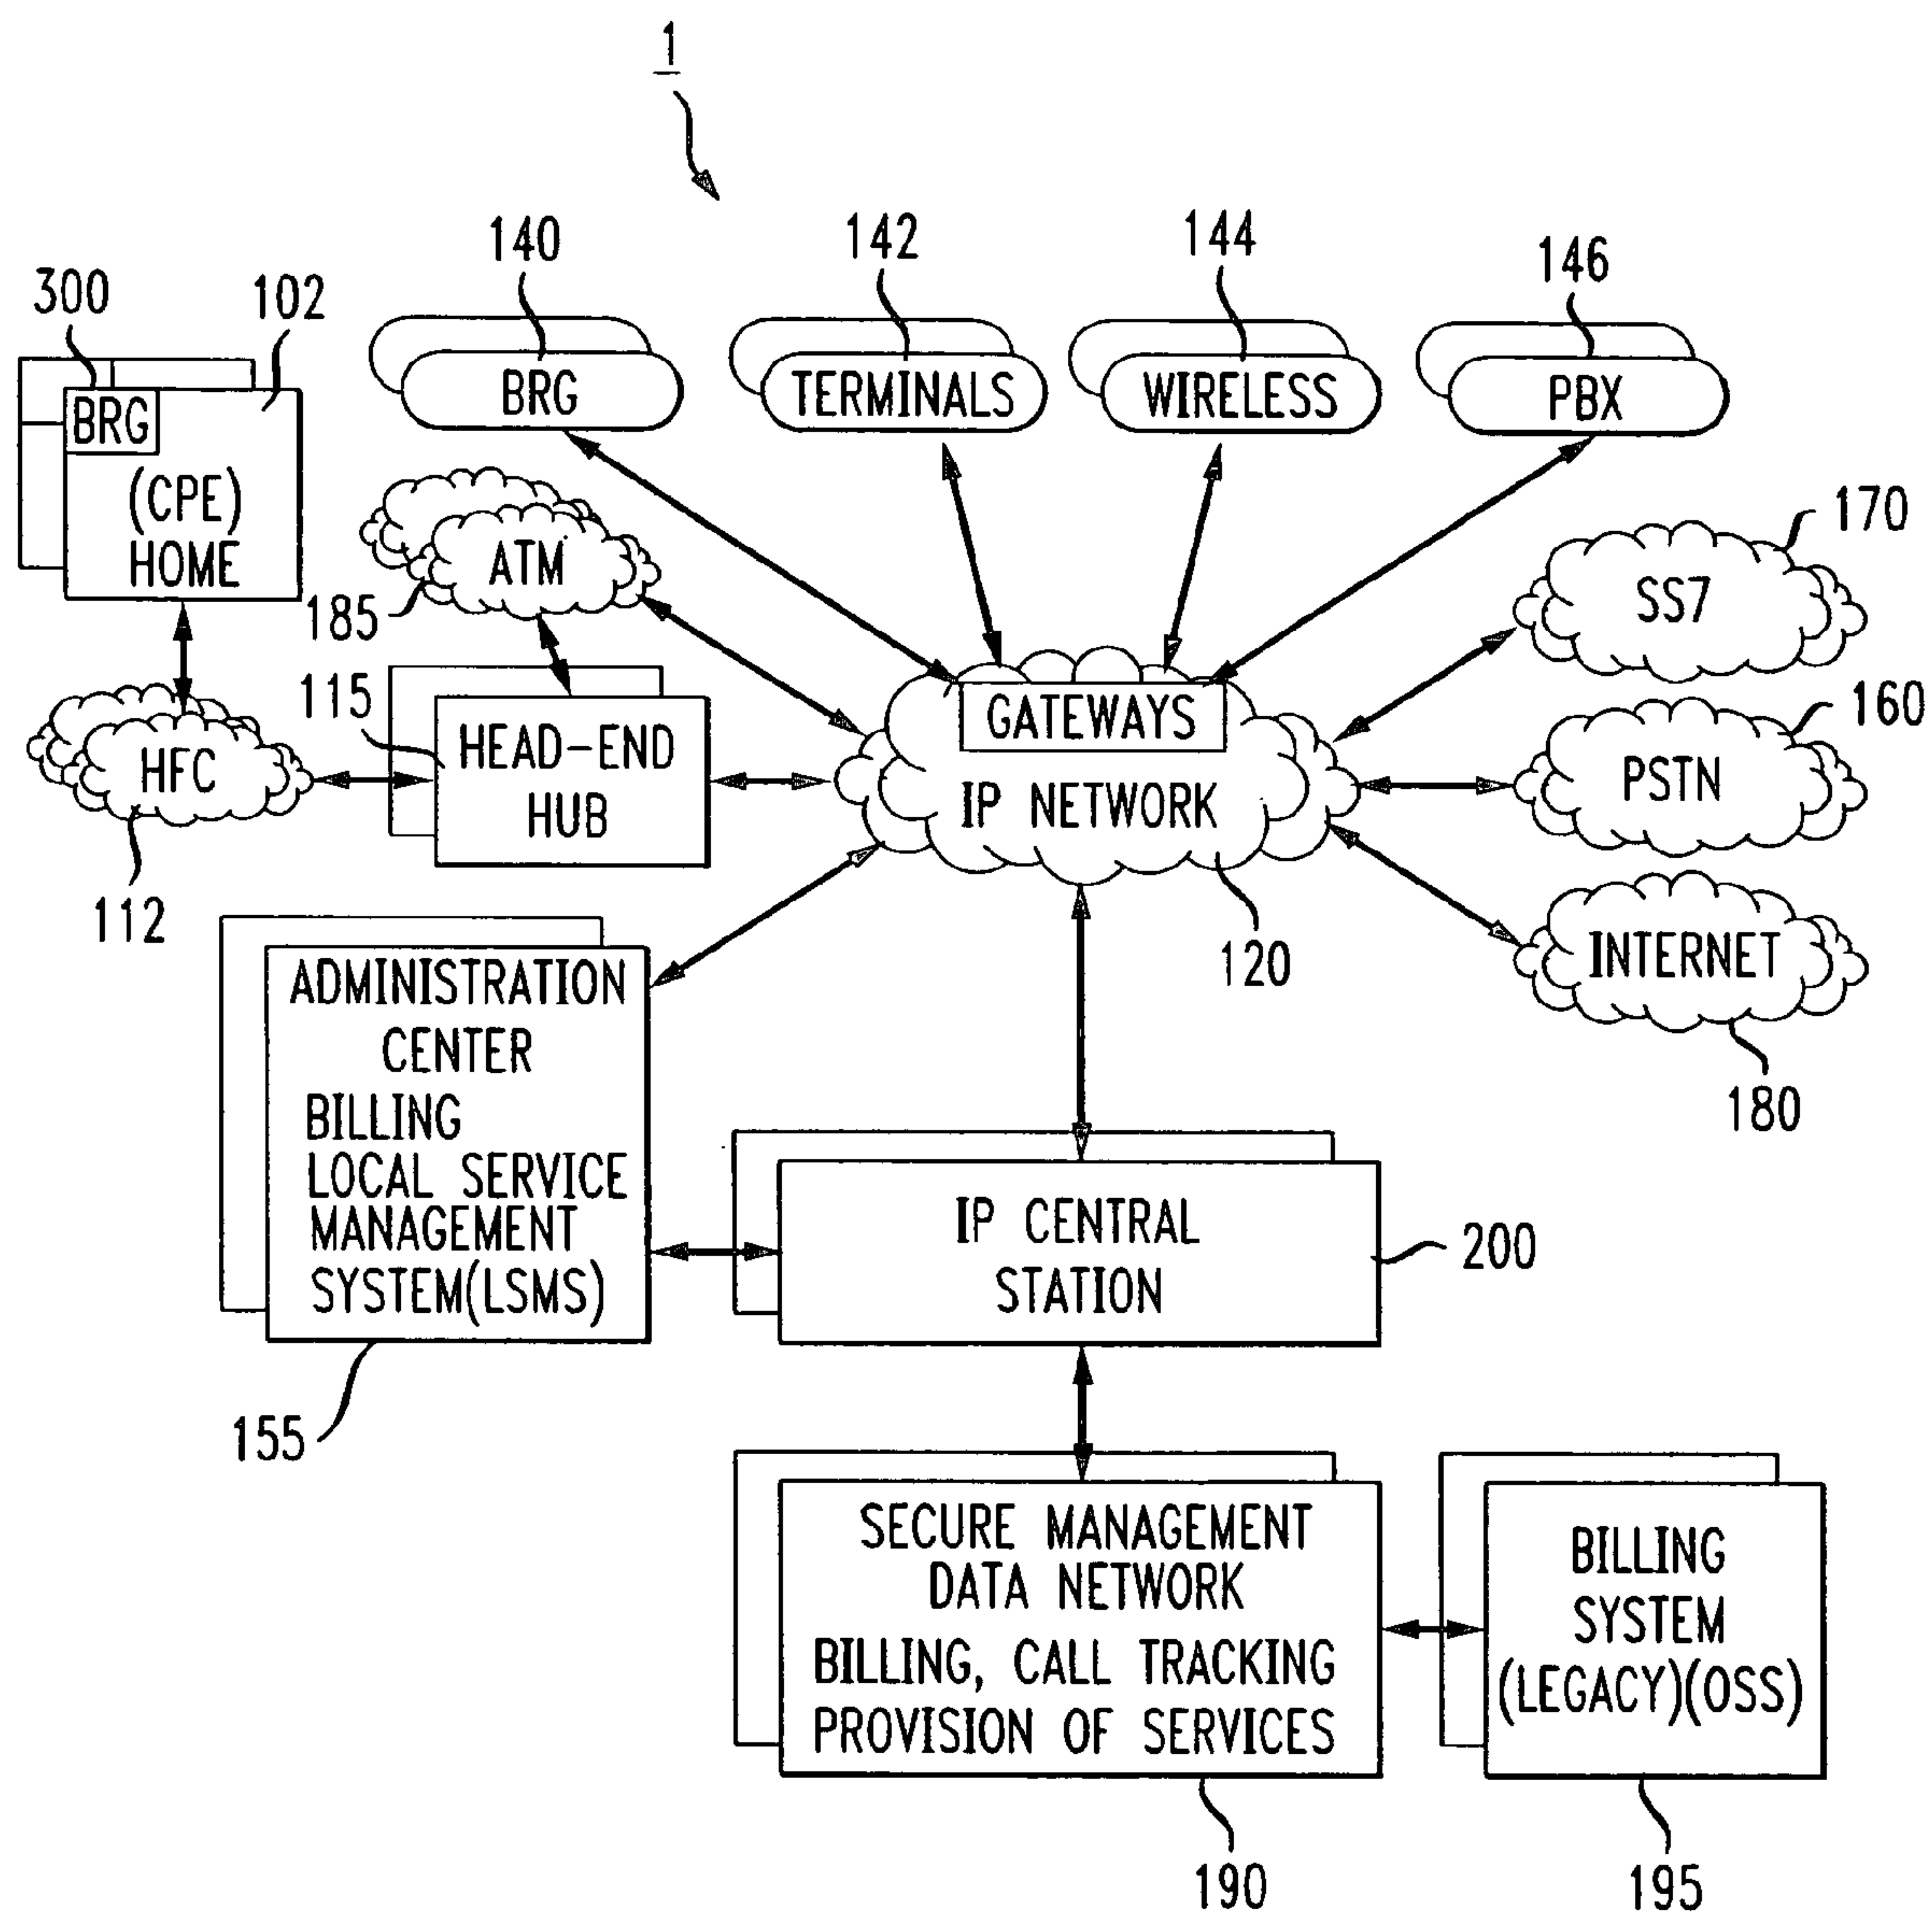 1
140
142
144
146
300
102
BRG
TERMINALS
WIRELESS
PBX
BRG
(CPE)
HOME
170
ATM
SS7
185
115
160
GATEWAYS
HEAD-END
HUB
HFC
IP NETWORK
PSTN
112
120
INTERNET
180
ADMINISTRATION
CENTER
BILLING
LOCAL SERVICE
MANAGEMENT
SYSTEM(LSMS)
IP CENTRAL
STATION
200
155
SECURE MANAGEMENT
DATA NETWORK
BILLING, CALL TRACKING
PROVISION OF SERVICES
BILLING
SYSTEM
(LEGACY)(OSS)
190
195